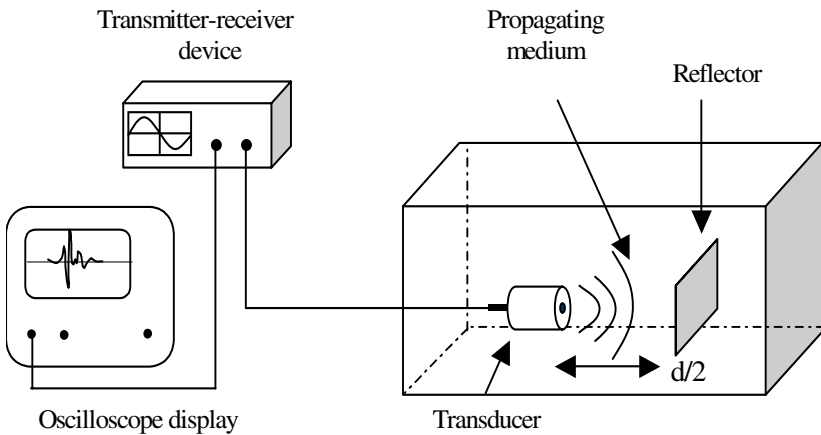 Transmitter-receiver
device
Propagating
medium
Reflector
d/2
Oscilloscope display
Transducer